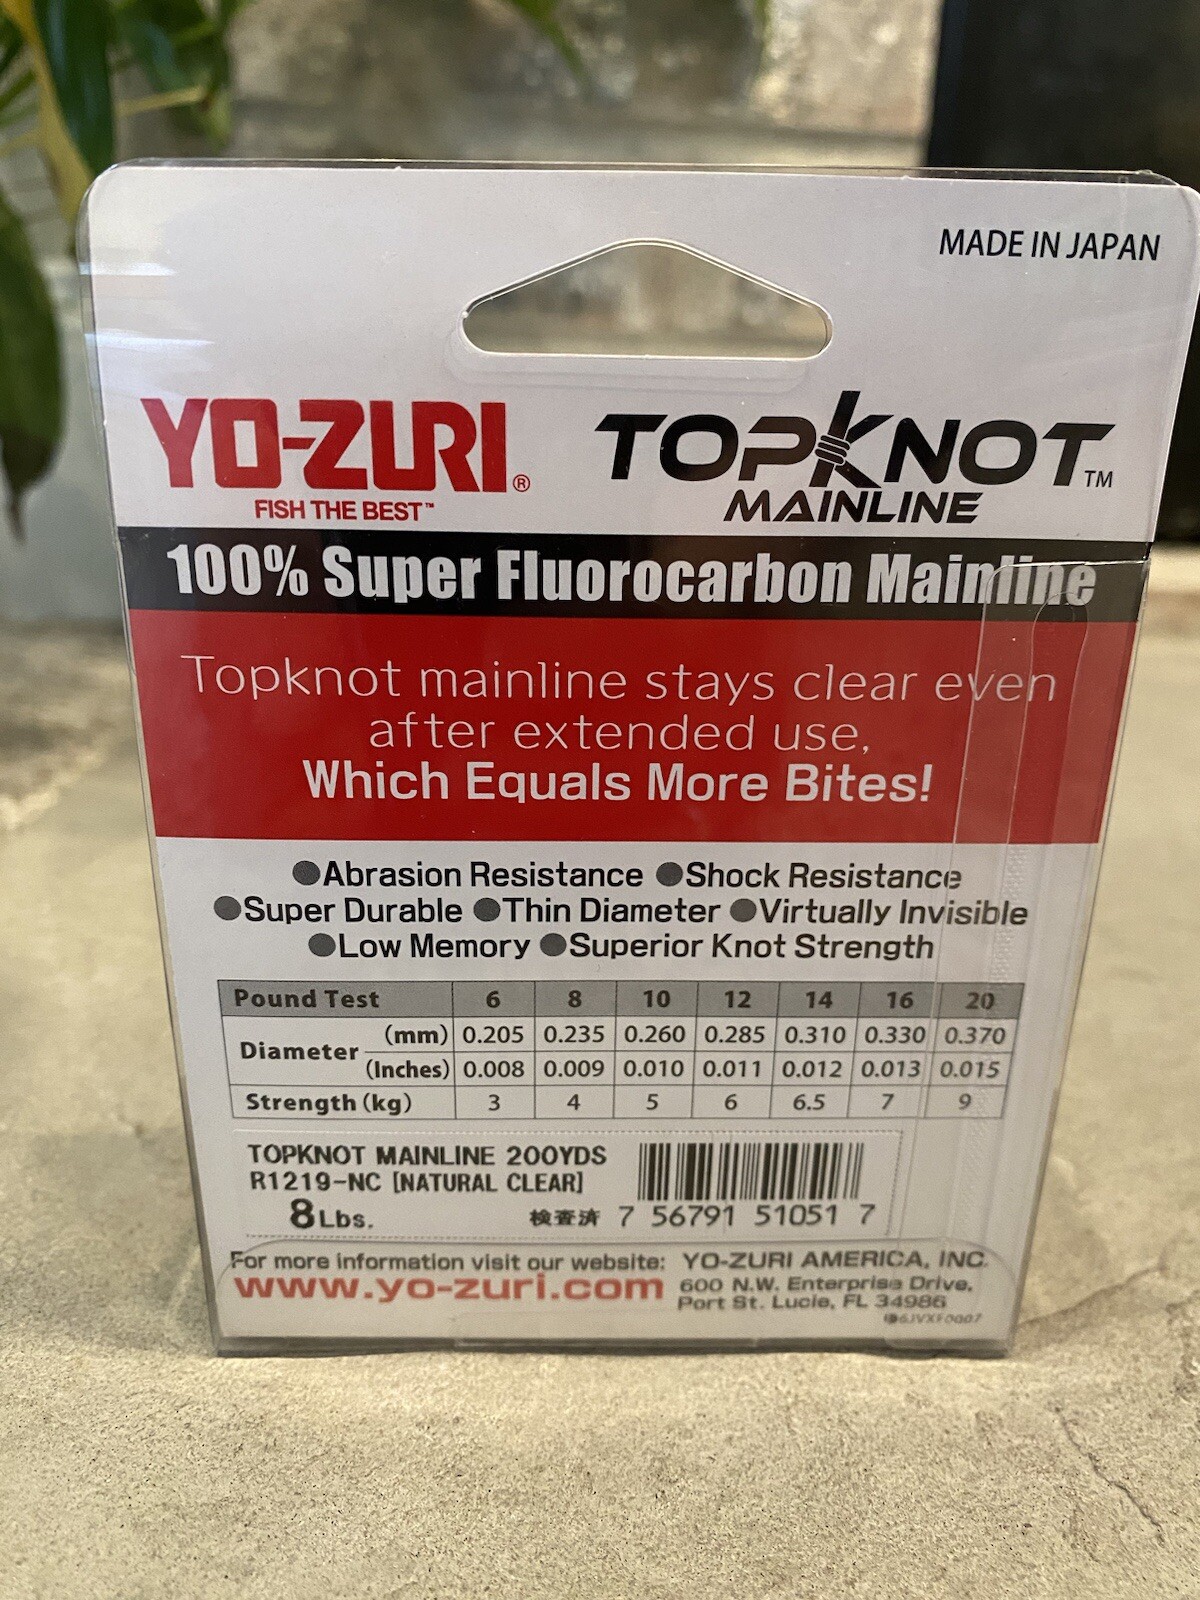 MADE IN JAPAN
YO-ZURI®
FISH THE BEST™
TOPKNOT™
MAINLINE
100% Super Fluorocarbon Mainline
Topknot mainline stays clear even
after extended use,
Which Equals More Bites!
●Abrasion Resistance ●Shock Resistance
●Super Durable ●Thin Diameter ●Virtually Invisible
●Low Memory ●Superior Knot Strength
Pound Test 6 8 10 12 14 16 20
Diameter (mm) 0.205 0.235 0.260 0.285 0.310 0.330 0.370
(Inches) 0.008 0.009 0.010 0.011 0.012 0.013 0.015
Strength (kg) 3 4 5 6 6.5 7 9
TOPKNOT MAINLINE 200YDS
R1219-NC [NATURAL CLEAR]
8Lbs. 検査済 7 56791 51051 7
For more information visit our website:
www.yo-zuri.com
YO-ZURI AMERICA, INC.
600 N.W. Enterprise Drive,
Port St. Lucie, FL 34986